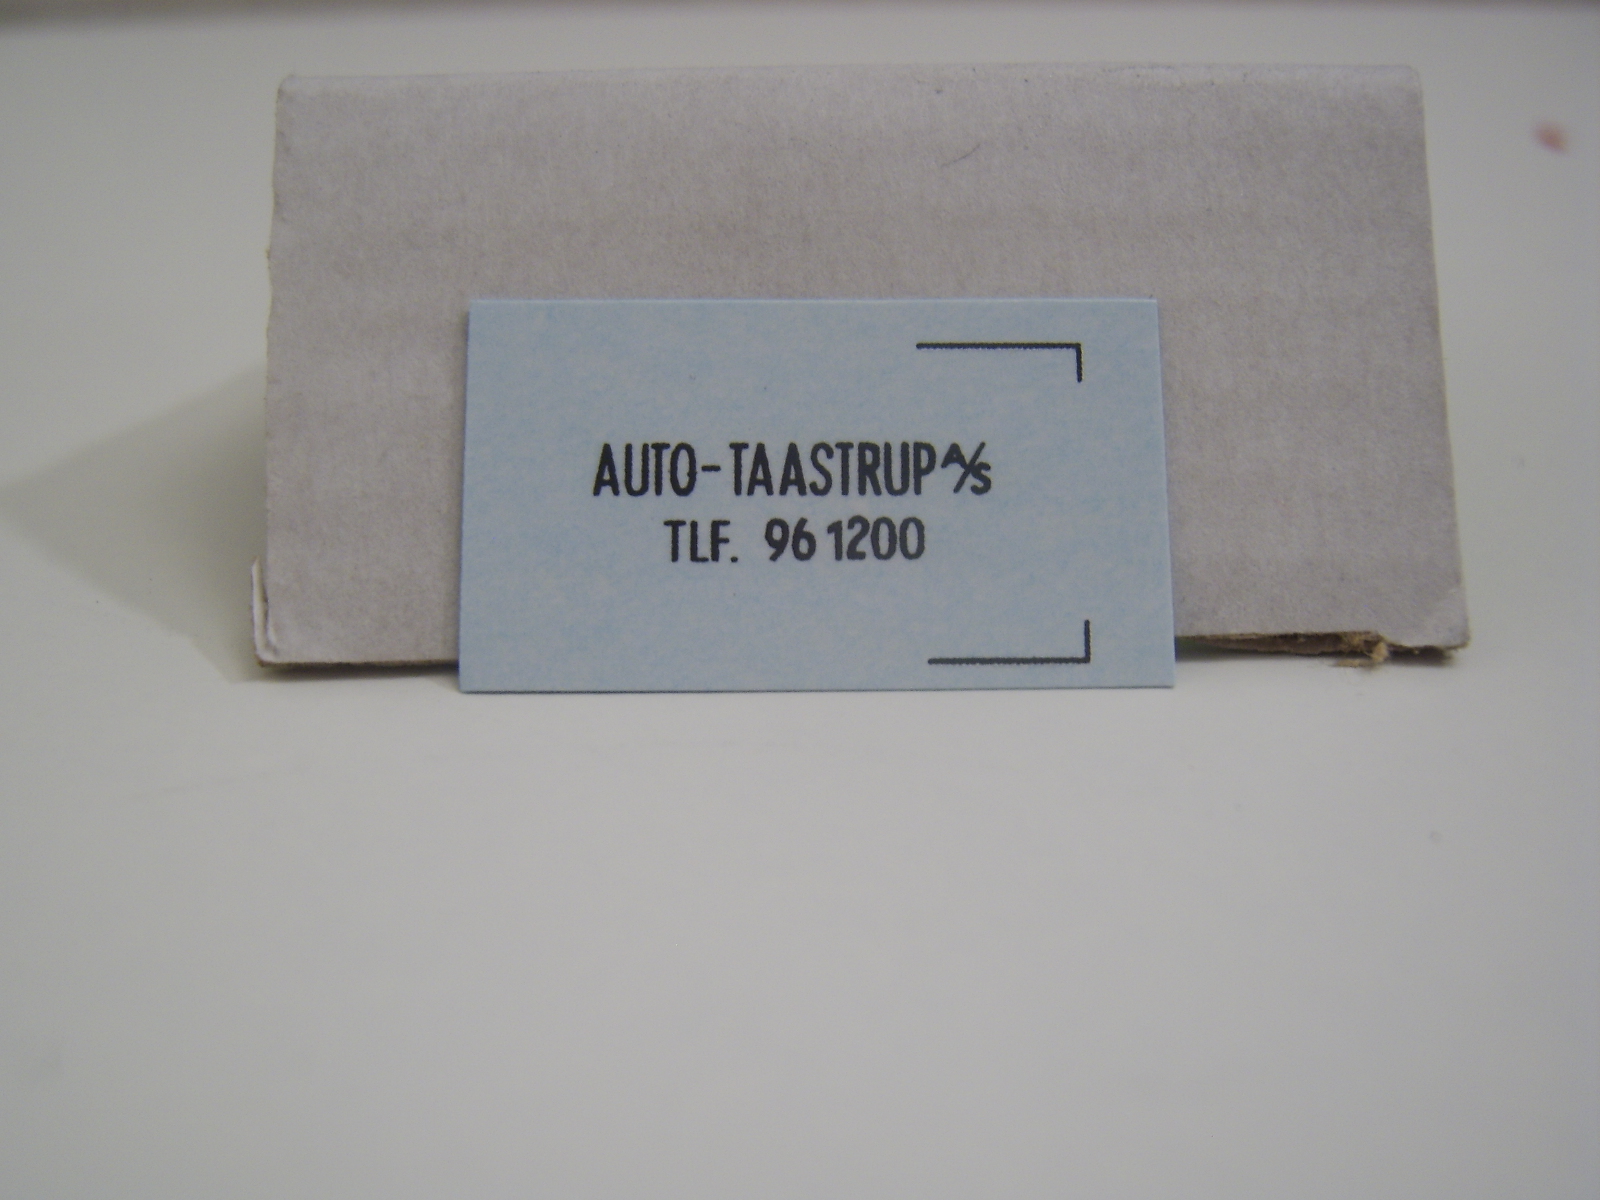 AUTO-TAASTRUP A/S
TLF. 96 1200